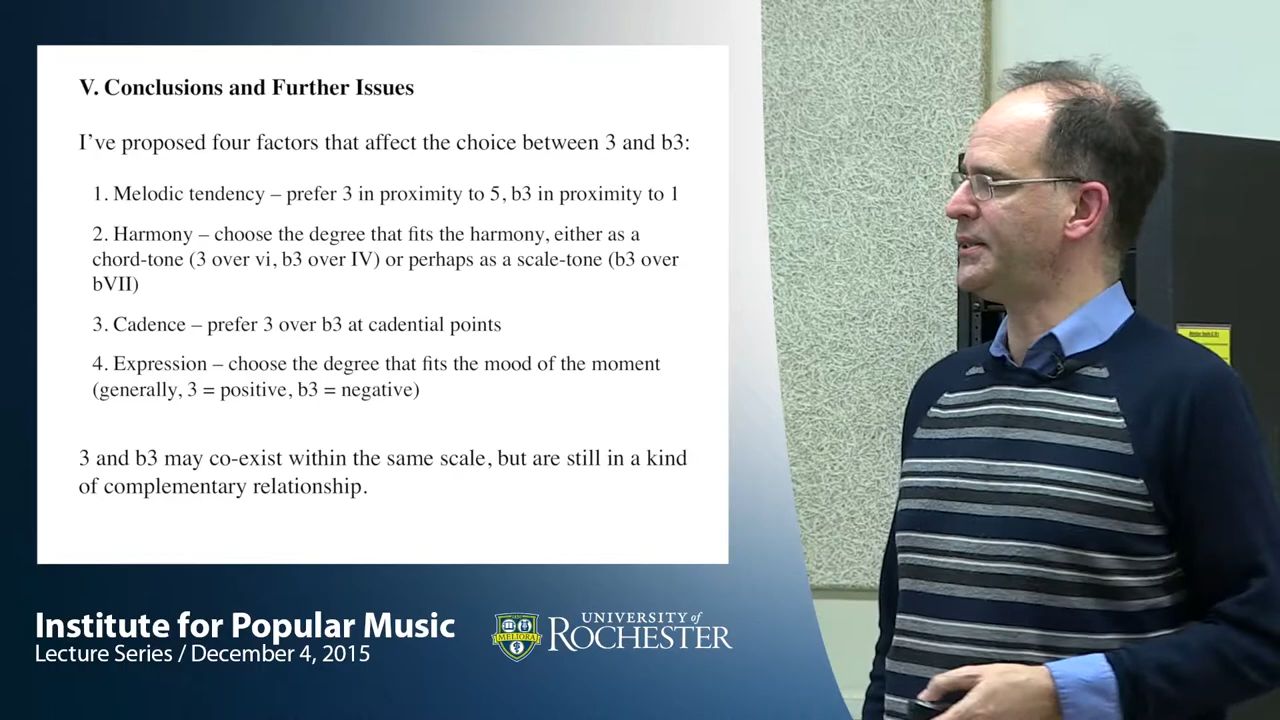 V. Conclusions and Further Issues
I've proposed four factors that affect the choice between 3 and b3:
1. Melodic tendency – prefer 3 in proximity to 5, b3 in proximity to 1
2. Harmony – choose the degree that fits the harmony, either as a
chord-tone (3 over vi, b3 over IV) or perhaps as a scale-tone (b3 over
bVII)
3. Cadence – prefer 3 over b3 at cadential points
4. Expression – choose the degree that fits the mood of the moment
(generally, 3 = positive, b3 = negative)
3 and b3 may co-exist within the same scale, but are still in a kind
of complementary relationship.
Institute for Popular Music
Lecture Series / December 4, 2015
MELIORA
UNIVERSITY of
ROCHESTER